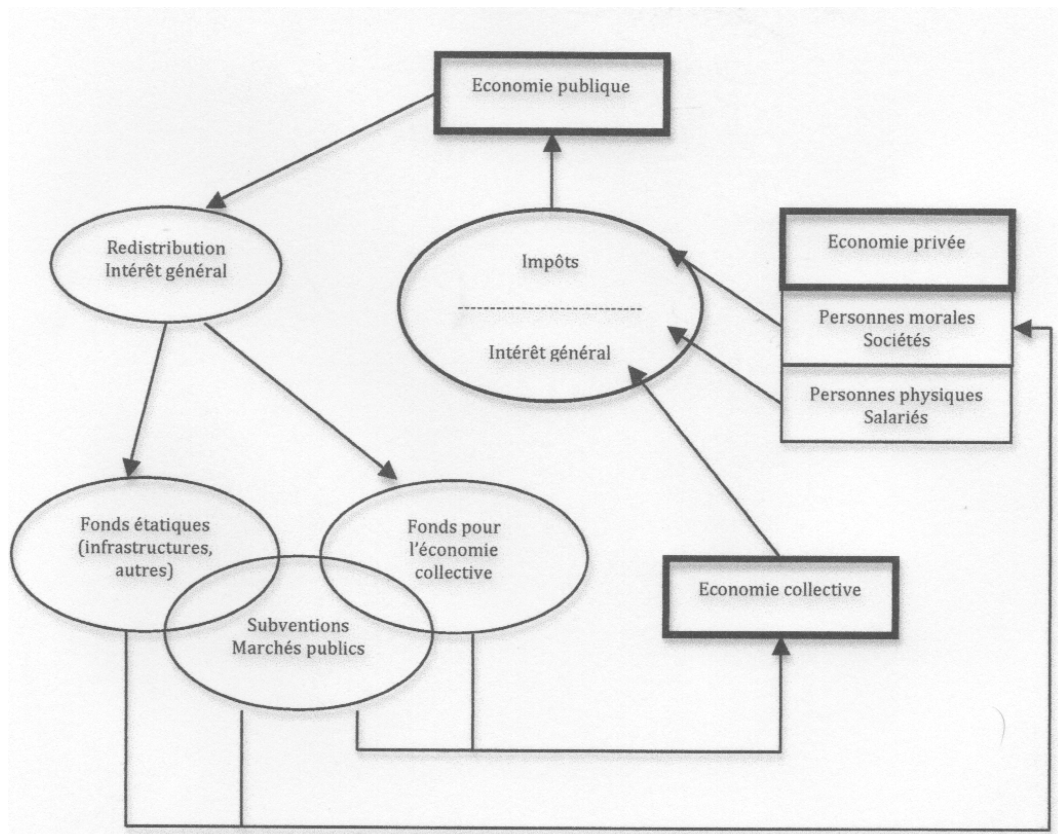 Economie publique
Redistribution
Intérêt général
Impôts
Intérêt général
Economie privée
Personnes morales
Sociétés
Personnes physiques
Salariés
Fonds étatiques
(infrastructures,
autres)
Fonds pour
l'économie
collective
Subventions
Marchés publics
Economie collective